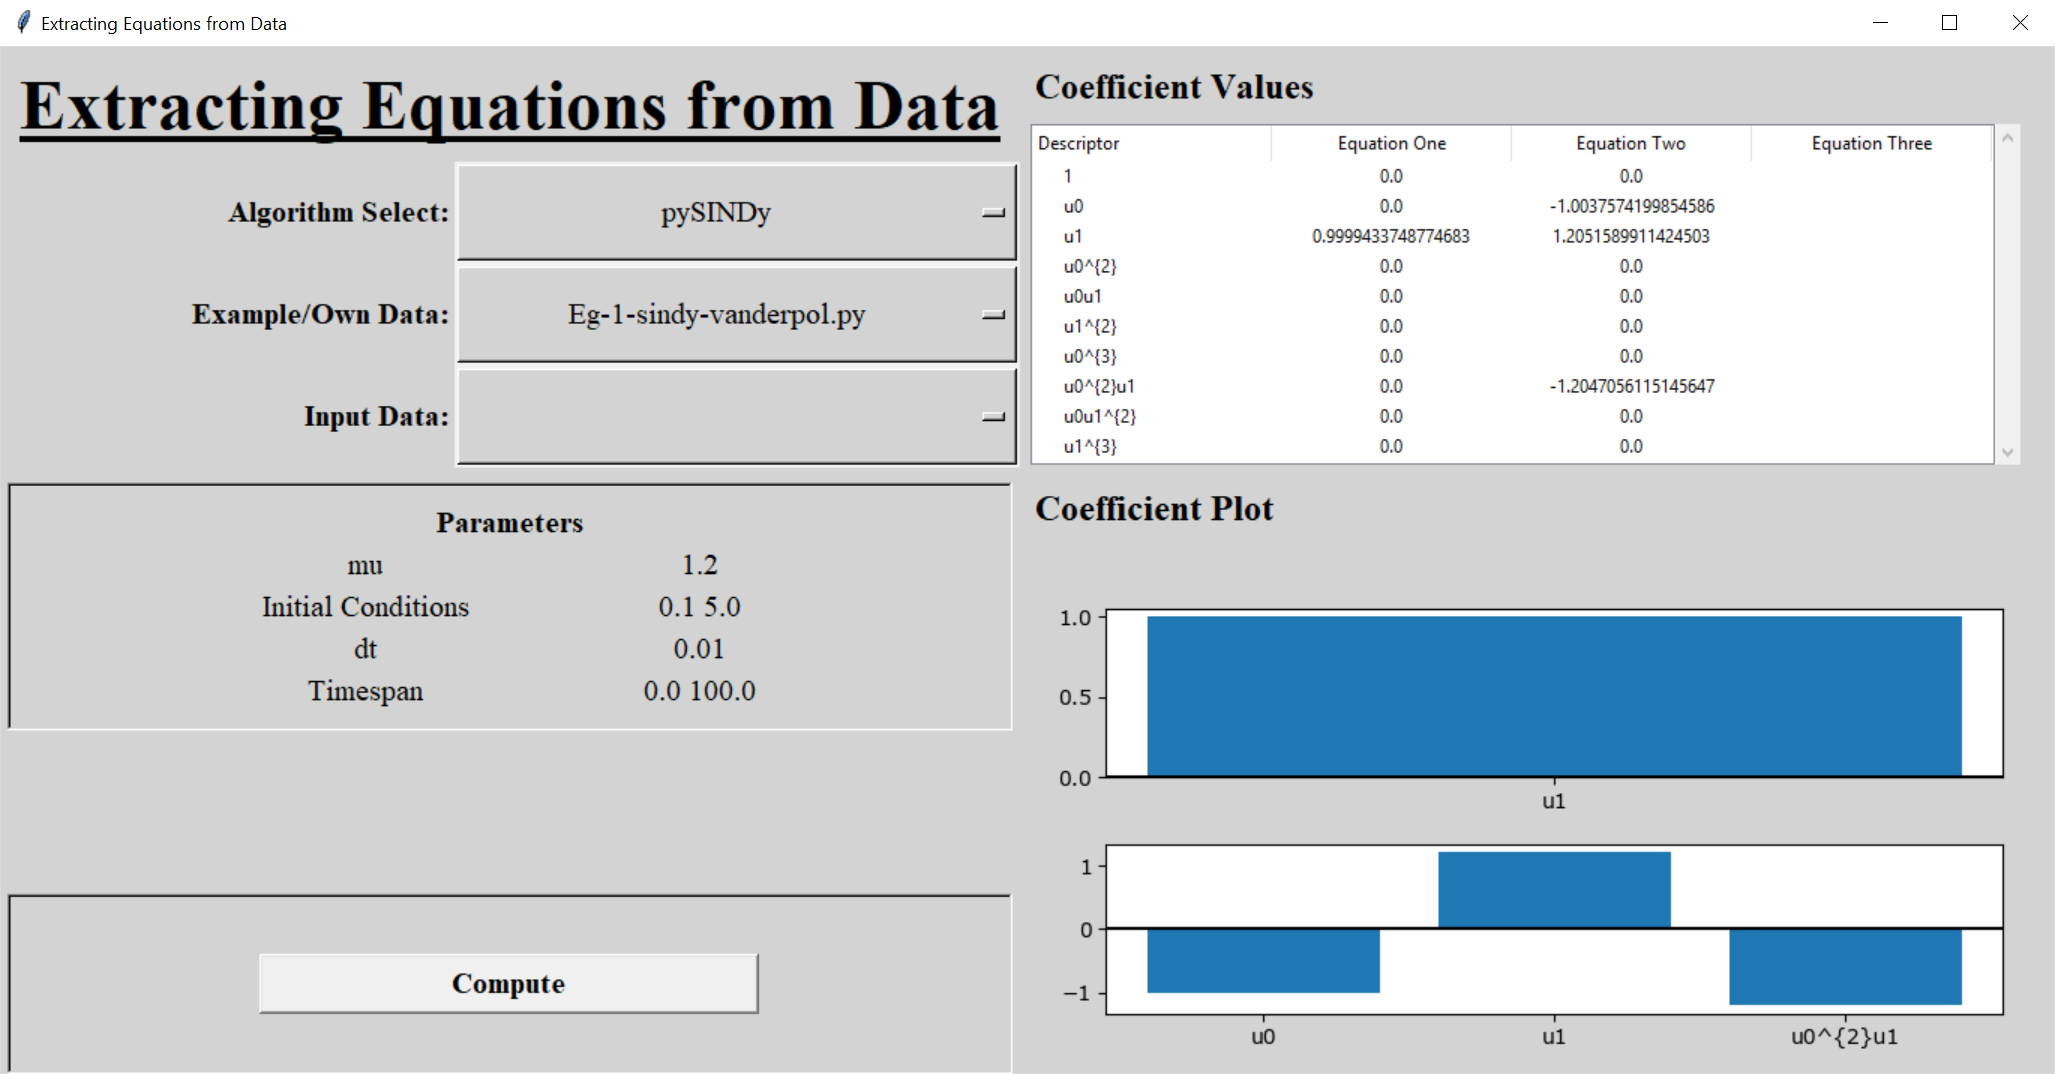 Extracting Equations from Data
Extracting Equations from Data
Algorithm Select: pySINDy
Example/Own Data: Eg-1-sindy-vanderpol.py
Input Data:
Parameters
mu 1.2
Initial Conditions 0.1 5.0
dt 0.01
Timespan 0.0 100.0
Compute
Coefficient Values
Descriptor Equation One Equation Two Equation Three
1 0.0 0.0
u0 0.0 -1.0037574199854586
u1 0.9999433748774683 1.2051589911424503
u0^{2} 0.0 0.0
u0u1 0.0 0.0
u1^{2} 0.0 0.0
u0^{3} 0.0 0.0
u0^{2}u1 0.0 -1.2047056115145647
u0u1^{2} 0.0 0.0
u1^{3} 0.0 0.0
Coefficient Plot
1.0
0.5
0.0
u1
1
0
−1
u0 u1 u0^{2}u1